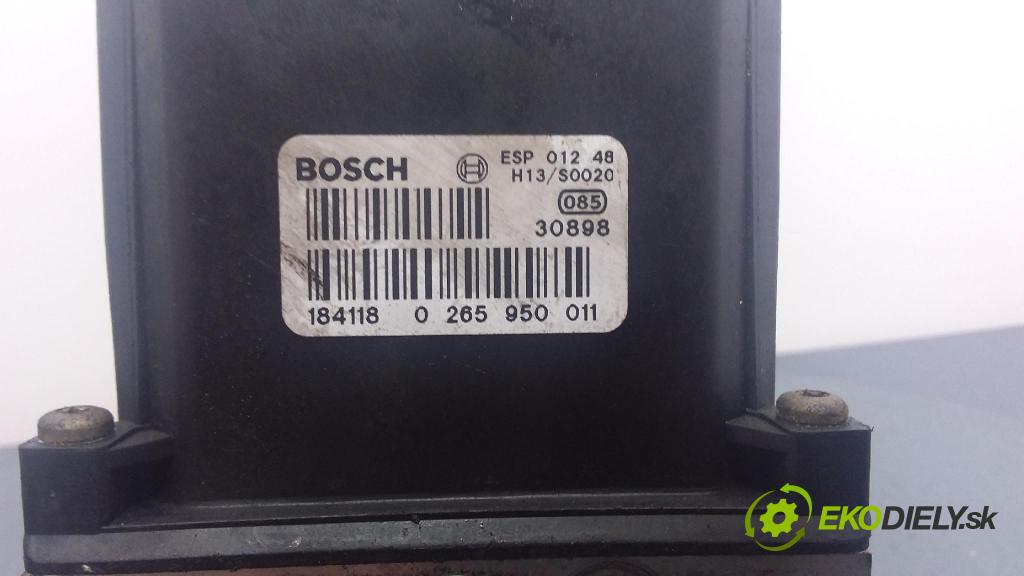 BOSCH
ESP 012 48
H13/S0020
085
30898
184118 0 265 950 011
EKODIELY.sk